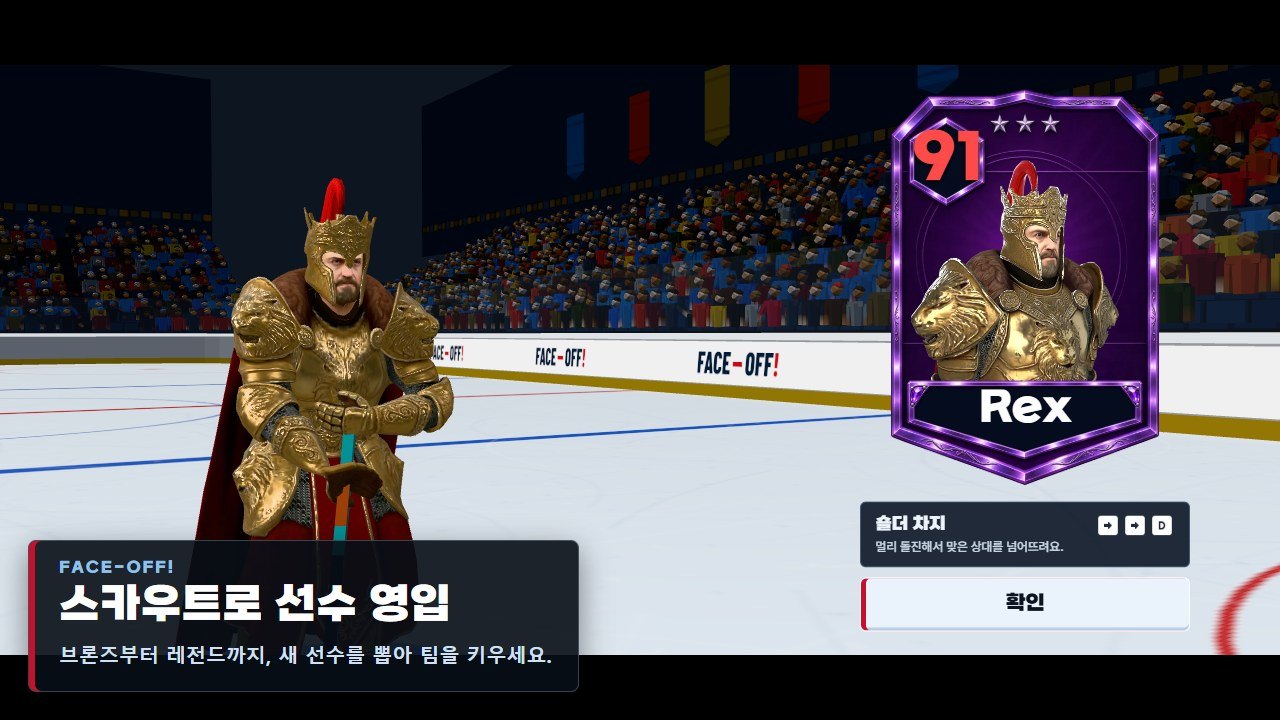 91
Rex
FACE-OFF!
FACE-OFF!
FACE-OFF!
숄더 차지
D
멀리 돌진해서 맞은 상대를 넘어뜨려요.
확인
FACE-OFF!
스카우트로 선수 영입
브론즈부터 레전드까지, 새 선수를 뽑아 팀을 키우세요.